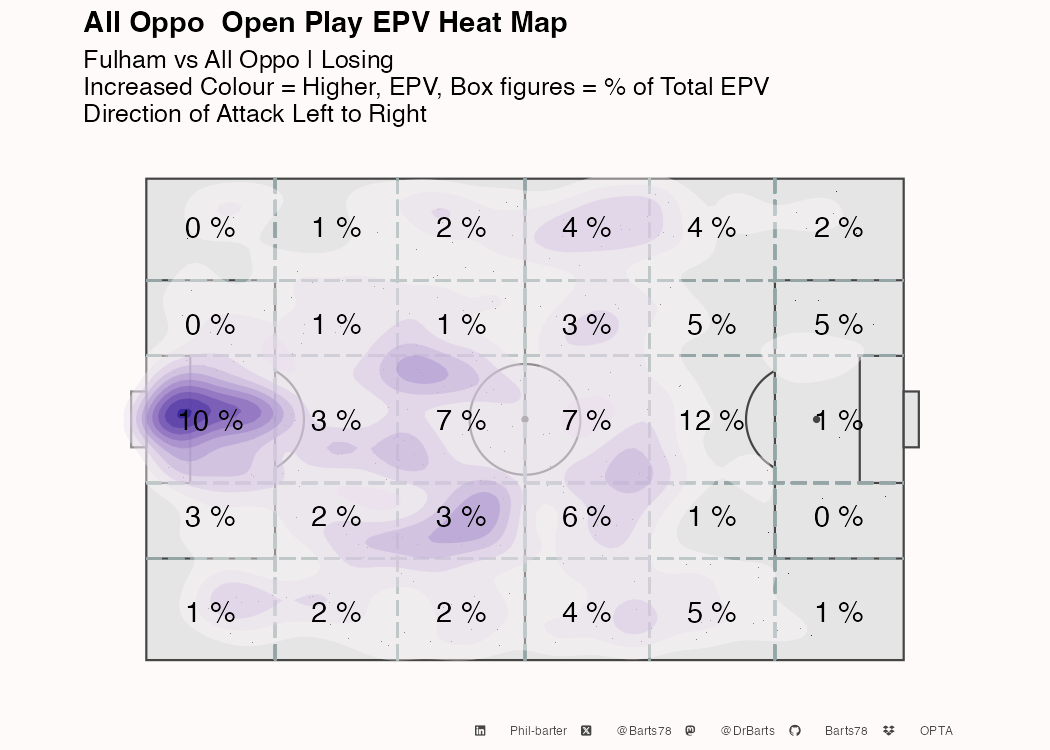 All Oppo  Open Play EPV Heat Map
Fulham vs All Oppo | Losing
Increased Colour = Higher, EPV, Box figures = % of Total EPV
Direction of Attack Left to Right
0 % 1 % 2 % 4 % 4 % 2 %
0 % 1 % 1 % 3 % 5 % 5 %
10 % 3 % 7 % 7 % 12 % 1 %
3 % 2 % 3 % 6 % 1 % 0 %
1 % 2 % 2 % 4 % 5 % 1 %
Phil-barter @Barts78 @DrBarts Barts78 OPTA